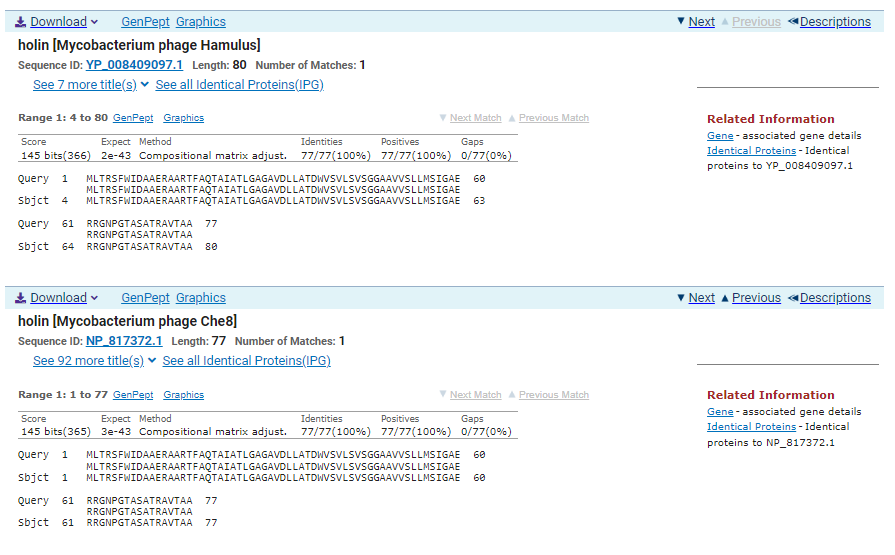 Download GenPept Graphics Next Previous Descriptions
holin [Mycobacterium phage Hamulus]
Sequence ID: YP_008409097.1 Length: 80 Number of Matches: 1
See 7 more title(s) See all Identical Proteins(IPG)
Range 1: 4 to 80 GenPept Graphics Next Match Previous Match
Score Expect Method Identities Positives Gaps
145 bits(366) 2e-43 Compositional matrix adjust. 77/77(100%) 77/77(100%) 0/77(0%)
Query 1 MLTRSFWIDAAERAARTFAQTAIATLGAGAVDLLATDWVSVLSVSGGAAVVSLLMSIGAE 60
MLTRSFWIDAAERAARTFAQTAIATLGAGAVDLLATDWVSVLSVSGGAAVVSLLMSIGAE
Sbjct 4 MLTRSFWIDAAERAARTFAQTAIATLGAGAVDLLATDWVSVLSVSGGAAVVSLLMSIGAE 63
Query 61 RRGNPGTASATRAVTAA 77
RRGNPGTASATRAVTAA
Sbjct 64 RRGNPGTASATRAVTAA 80
Related Information
Gene - associated gene details
Identical Proteins - Identical
proteins to YP_008409097.1
Download GenPept Graphics Next Previous Descriptions
holin [Mycobacterium phage Che8]
Sequence ID: NP_817372.1 Length: 77 Number of Matches: 1
See 92 more title(s) See all Identical Proteins(IPG)
Range 1: 1 to 77 GenPept Graphics Next Match Previous Match
Score Expect Method Identities Positives Gaps
145 bits(365) 3e-43 Compositional matrix adjust. 77/77(100%) 77/77(100%) 0/77(0%)
Query 1 MLTRSFWIDAAERAARTFAQTAIATLGAGAVDLLATDWVSVLSVSGGAAVVSLLMSIGAE 60
MLTRSFWIDAAERAARTFAQTAIATLGAGAVDLLATDWVSVLSVSGGAAVVSLLMSIGAE
Sbjct 1 MLTRSFWIDAAERAARTFAQTAIATLGAGAVDLLATDWVSVLSVSGGAAVVSLLMSIGAE 60
Query 61 RRGNPGTASATRAVTAA 77
RRGNPGTASATRAVTAA
Sbjct 61 RRGNPGTASATRAVTAA 77
Related Information
Gene - associated gene details
Identical Proteins - Identical
proteins to NP_817372.1